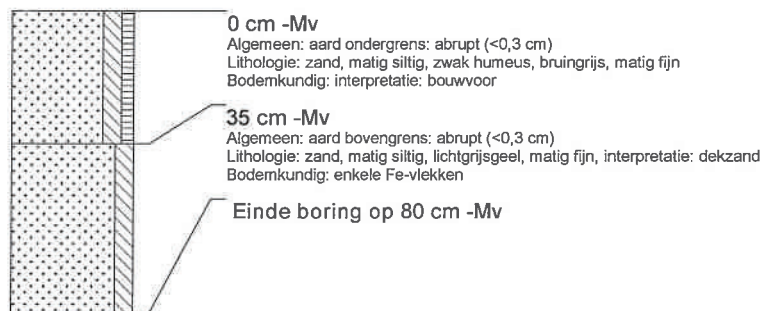 0 cm -Mv
Algemeen: aard ondergrens: abrupt (<0,3 cm)
Lithologie: zand, matig siltig, zwak humeus, bruingrijs, matig fijn
Bodemkundig: interpretatie: bouwvoor
35 cm -Mv
Algemeen: aard bovengrens: abrupt (<0,3 cm)
Lithologie: zand, matig siltig, lichtgrijsgeel, matig fijn, interpretatie: dekzand
Bodemkundig: enkele Fe-vlekken
Einde boring op 80 cm -Mv